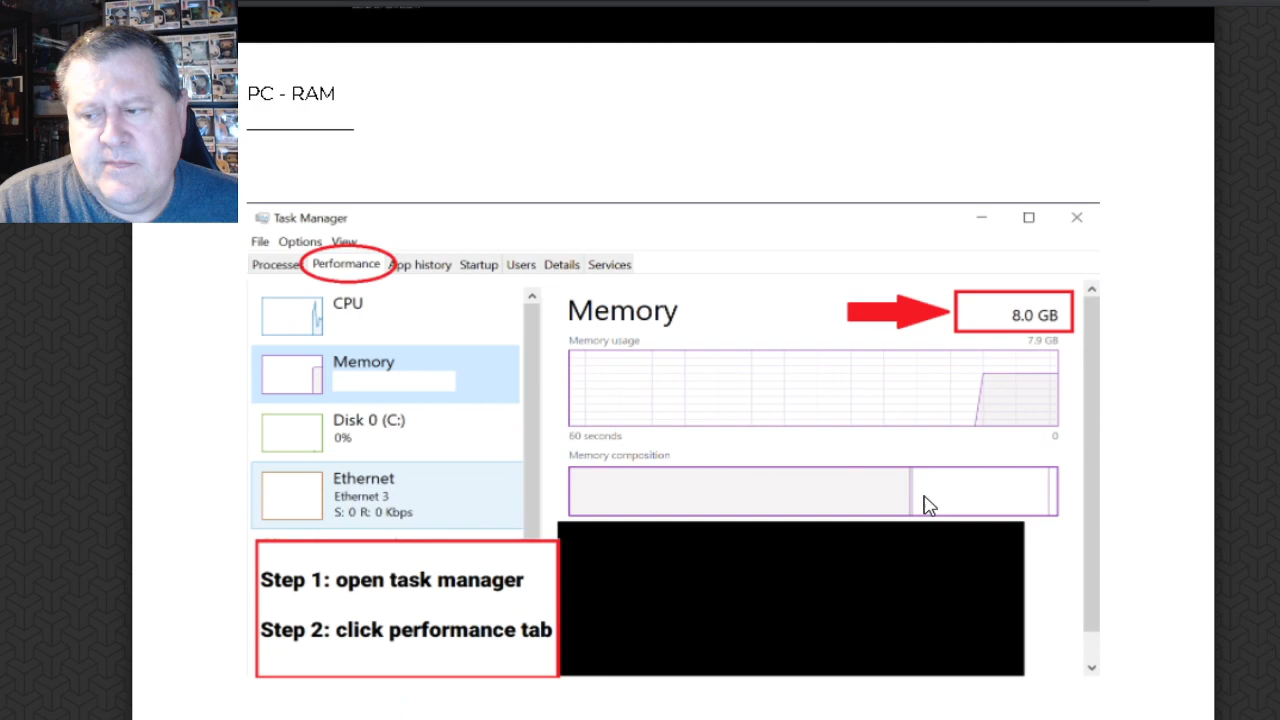 PC - RAM
Task Manager
File Options View
Processes Performance App history Startup Users Details Services
CPU
Memory
Disk 0 (C:)
0%
Ethernet
Ethernet 3
S: 0 R: 0 Kbps
Memory
8.0 GB
Memory usage
7.9 GB
60 seconds
0
Memory composition
Step 1: open task manager
Step 2: click performance tab